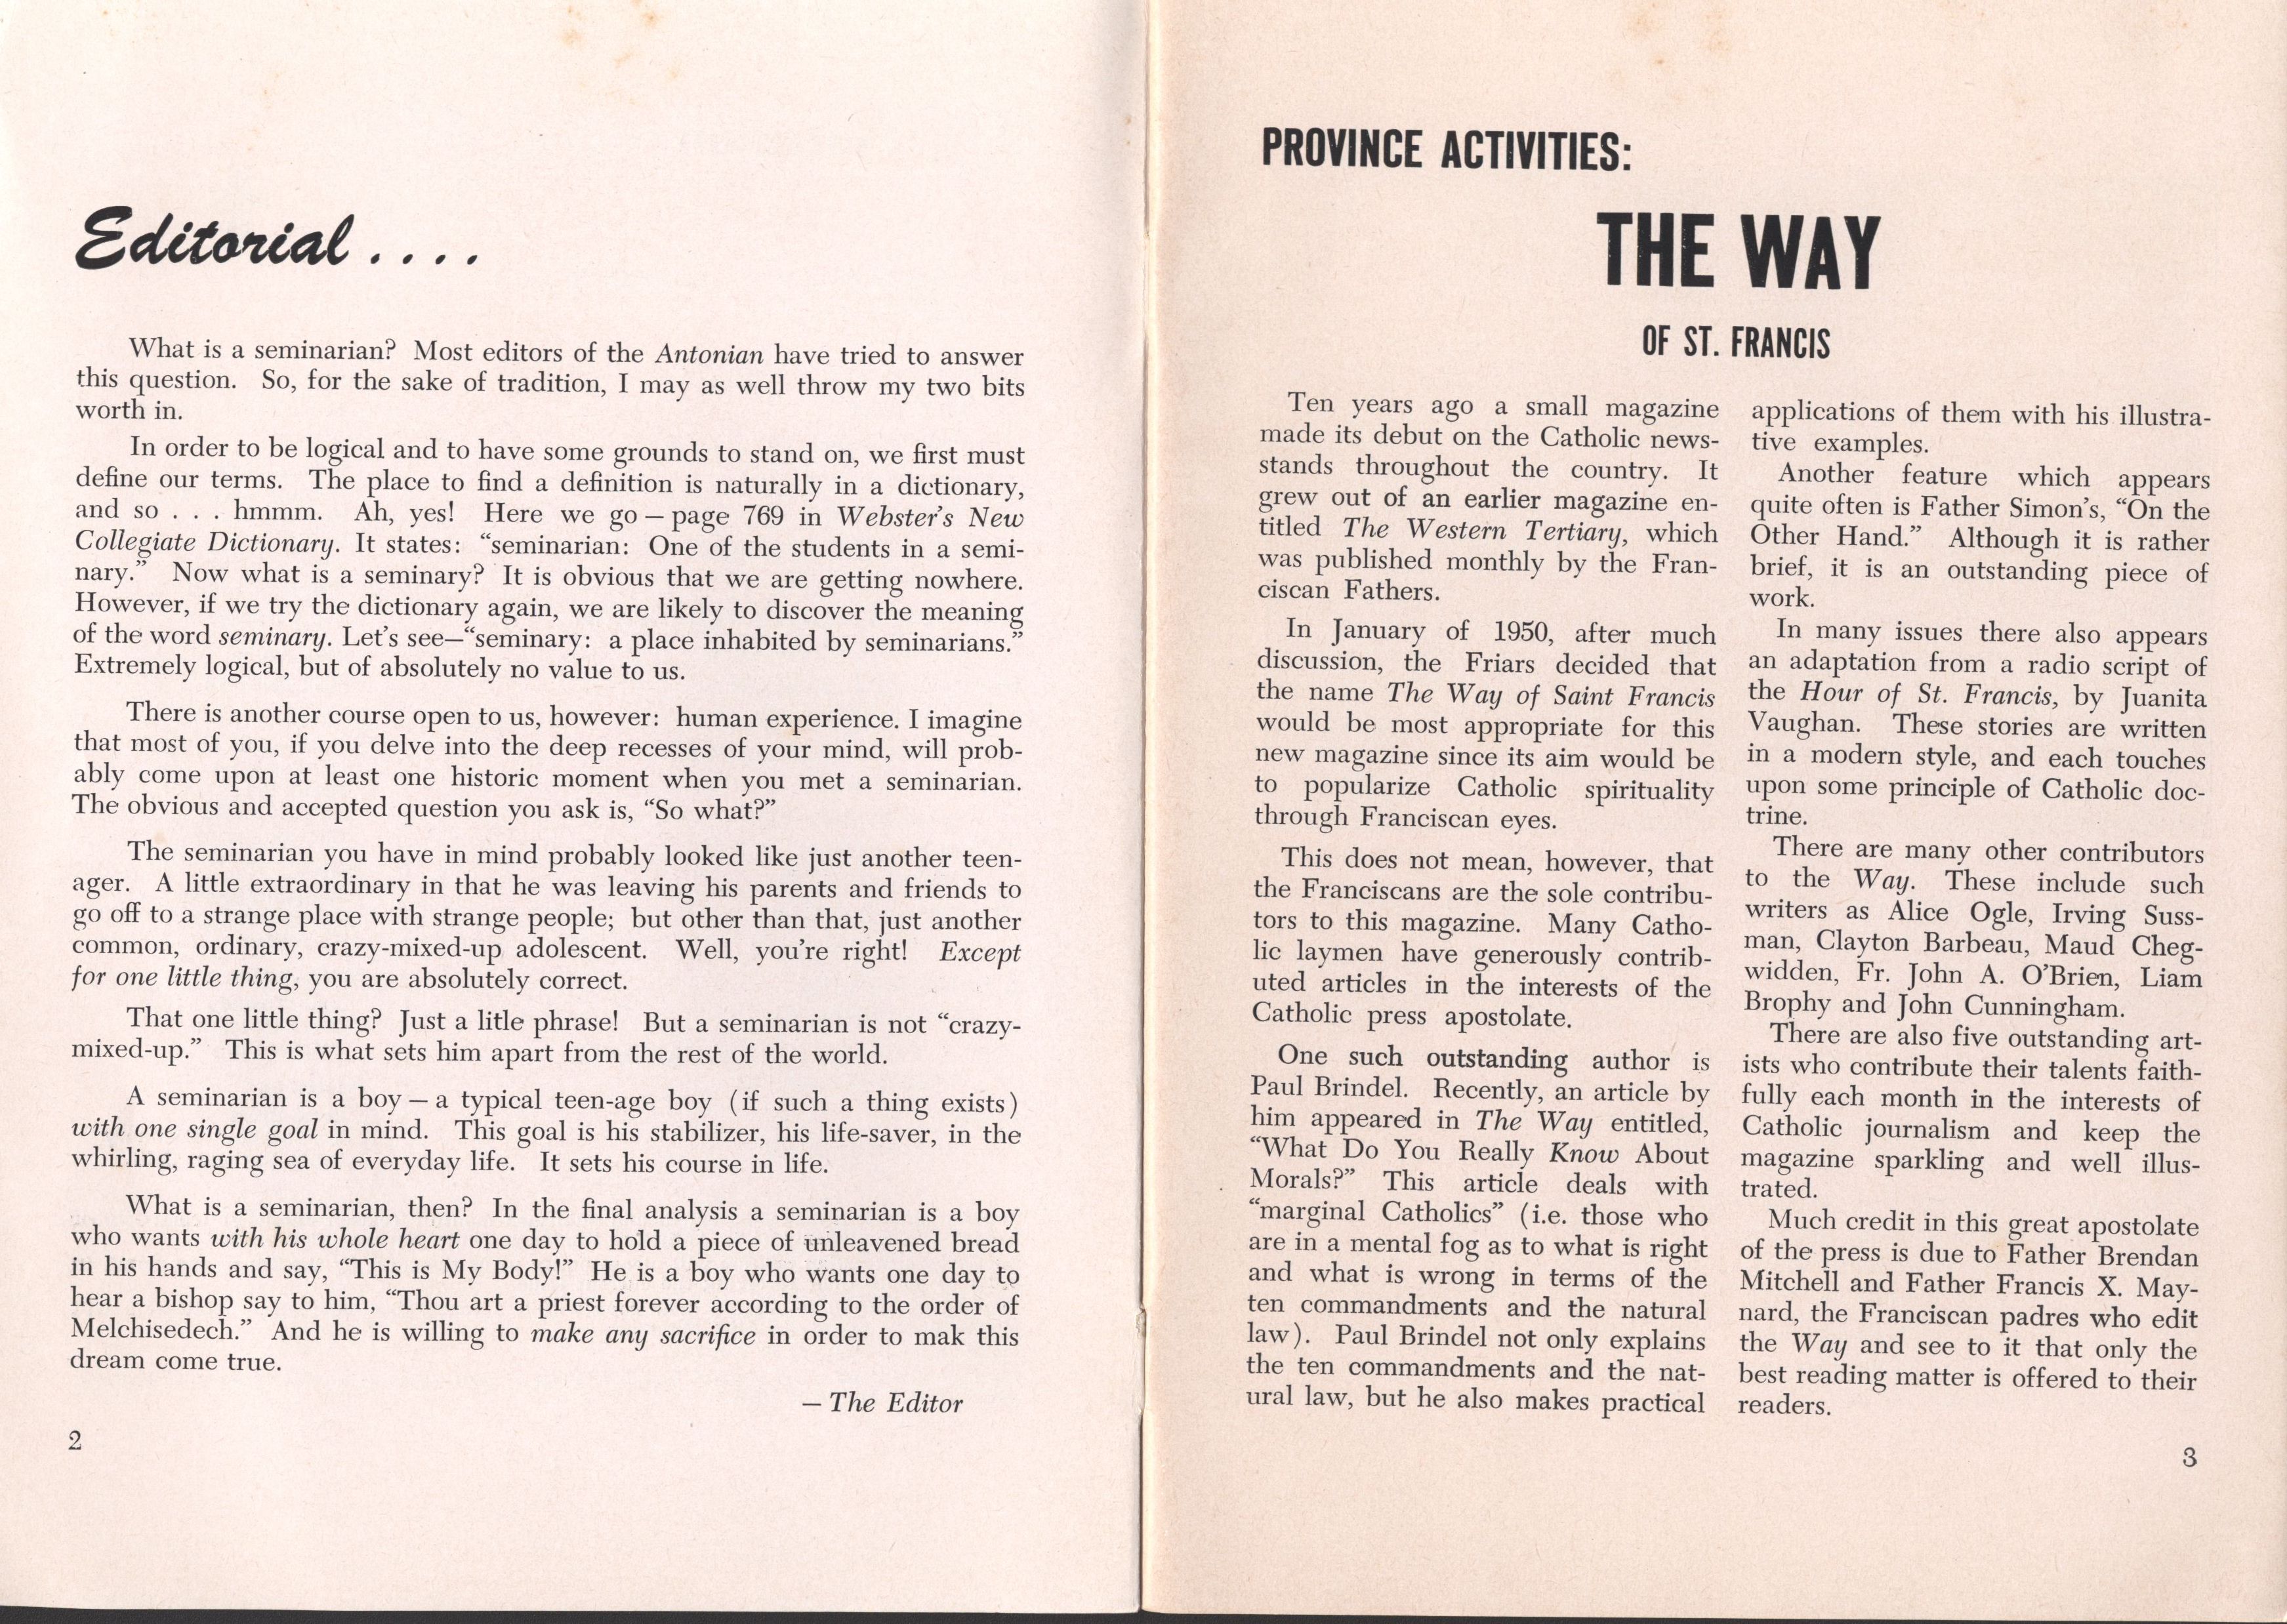 Editorial . . . .
What is a seminarian? Most editors of the Antonian have tried to answer
this question. So, for the sake of tradition, I may as well throw my two bits
worth in.
In order to be logical and to have some grounds to stand on, we first must
define our terms. The place to find a definition is naturally in a dictionary,
and so . . . hmmm. Ah, yes! Here we go — page 769 in Webster's New
Collegiate Dictionary. It states: “seminarian: One of the students in a semi-
nary.” Now what is a seminary? It is obvious that we are getting nowhere.
However, if we try the dictionary again, we are likely to discover the meaning
of the word seminary. Let's see—“seminary: a place inhabited by seminarians.”
Extremely logical, but of absolutely no value to us.
There is another course open to us, however: human experience. I imagine
that most of you, if you delve into the deep recesses of your mind, will prob-
ably come upon at least one historic moment when you met a seminarian.
The obvious and accepted question you ask is, “So what?”
The seminarian you have in mind probably looked like just another teen-
ager. A little extraordinary in that he was leaving his parents and friends to
go off to a strange place with strange people; but other than that, just another
common, ordinary, crazy-mixed-up adolescent. Well, you're right! Except
for one little thing, you are absolutely correct.
That one little thing? Just a litle phrase! But a seminarian is not “crazy-
mixed-up.” This is what sets him apart from the rest of the world.
A seminarian is a boy — a typical teen-age boy (if such a thing exists)
with one single goal in mind. This goal is his stabilizer, his life-saver, in the
whirling, raging sea of everyday life. It sets his course in life.
What is a seminarian, then? In the final analysis a seminarian is a boy
who wants with his whole heart one day to hold a piece of unleavened bread
in his hands and say, “This is My Body!” He is a boy who wants one day to
hear a bishop say to him, “Thou art a priest forever according to the order of
Melchisedech.” And he is willing to make any sacrifice in order to mak this
dream come true.
— The Editor
2
PROVINCE ACTIVITIES:
THE WAY
OF ST. FRANCIS
Ten years ago a small magazine
made its debut on the Catholic news-
stands throughout the country. It
grew out of an earlier magazine en-
titled The Western Tertiary, which
was published monthly by the Fran-
ciscan Fathers.
In January of 1950, after much
discussion, the Friars decided that
the name The Way of Saint Francis
would be most appropriate for this
new magazine since its aim would be
to popularize Catholic spirituality
through Franciscan eyes.
This does not mean, however, that
the Franciscans are the sole contribu-
tors to this magazine. Many Catho-
lic laymen have generously contrib-
uted articles in the interests of the
Catholic press apostolate.
One such outstanding author is
Paul Brindel. Recently, an article by
him appeared in The Way entitled,
“What Do You Really Know About
Morals?” This article deals with
“marginal Catholics” (i.e. those who
are in a mental fog as to what is right
and what is wrong in terms of the
ten commandments and the natural
law). Paul Brindel not only explains
the ten commandments and the nat-
ural law, but he also makes practical
applications of them with his illustra-
tive examples.
Another feature which appears
quite often is Father Simon's, “On the
Other Hand.” Although it is rather
brief, it is an outstanding piece of
work.
In many issues there also appears
an adaptation from a radio script of
the Hour of St. Francis, by Juanita
Vaughan. These stories are written
in a modern style, and each touches
upon some principle of Catholic doc-
trine.
There are many other contributors
to the Way. These include such
writers as Alice Ogle, Irving Suss-
man, Clayton Barbeau, Maud Cheg-
widden, Fr. John A. O'Brien, Liam
Brophy and John Cunningham.
There are also five outstanding art-
ists who contribute their talents faith-
fully each month in the interests of
Catholic journalism and keep the
magazine sparkling and well illus-
trated.
Much credit in this great apostolate
of the press is due to Father Brendan
Mitchell and Father Francis X. May-
nard, the Franciscan padres who edit
the Way and see to it that only the
best reading matter is offered to their
readers.
3